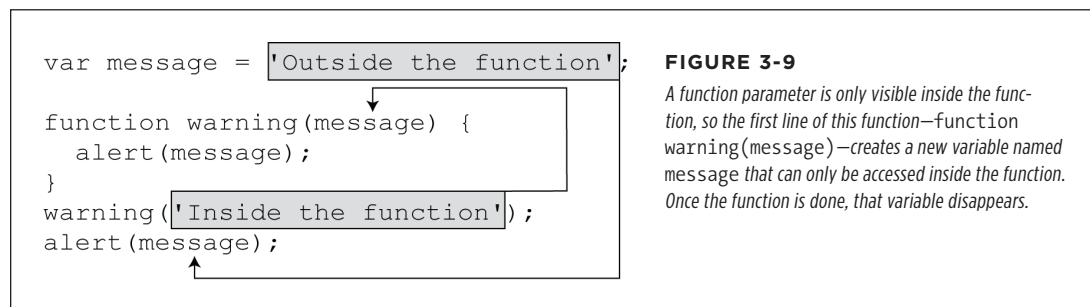 var message = 'Outside the function';
function warning(message) {
alert(message);
}
warning('Inside the function');
alert(message);
FIGURE 3-9
A function parameter is only visible inside the func-
tion, so the first line of this function—function
warning(message)—creates a new variable named
message that can only be accessed inside the function.
Once the function is done, that variable disappears.